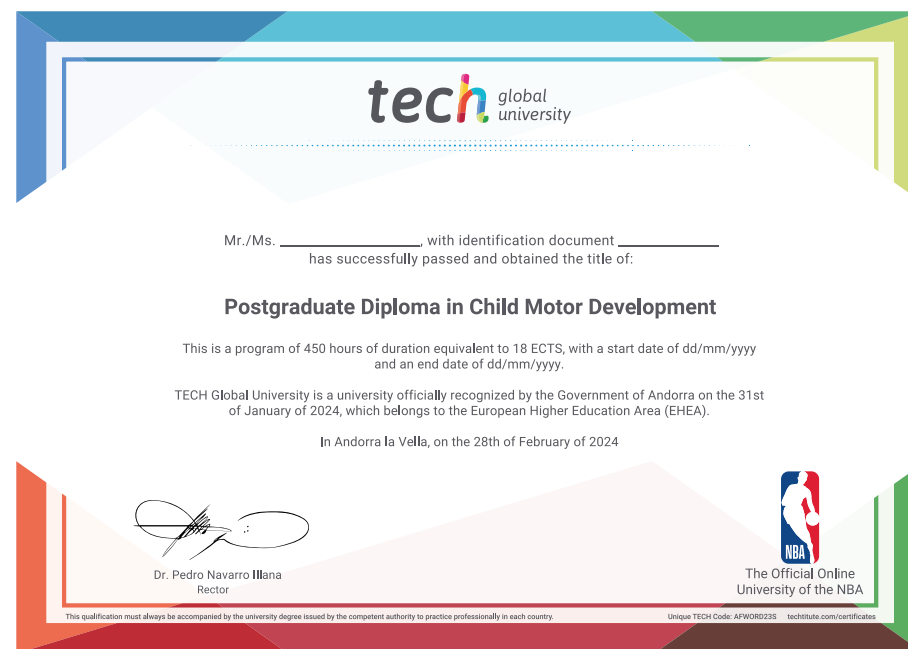 tech global
university
Mr./Ms. ____________, with identification document ____________
has successfully passed and obtained the title of:
Postgraduate Diploma in Child Motor Development
This is a program of 450 hours of duration equivalent to 18 ECTS, with a start date of dd/mm/yyyy
and an end date of dd/mm/yyyy.
TECH Global University is a university officially recognized by the Government of Andorra on the 31st
of January of 2024, which belongs to the European Higher Education Area (EHEA).
In Andorra la Vella, on the 28th of February of 2024
Dr. Pedro Navarro Illana
Rector
NBA
The Official Online
University of the NBA
This qualification must always be accompanied by the university degree issued by the competent authority to practice professionally in each country.
Unique TECH Code: AFWORD23S techtitute.com/certificates